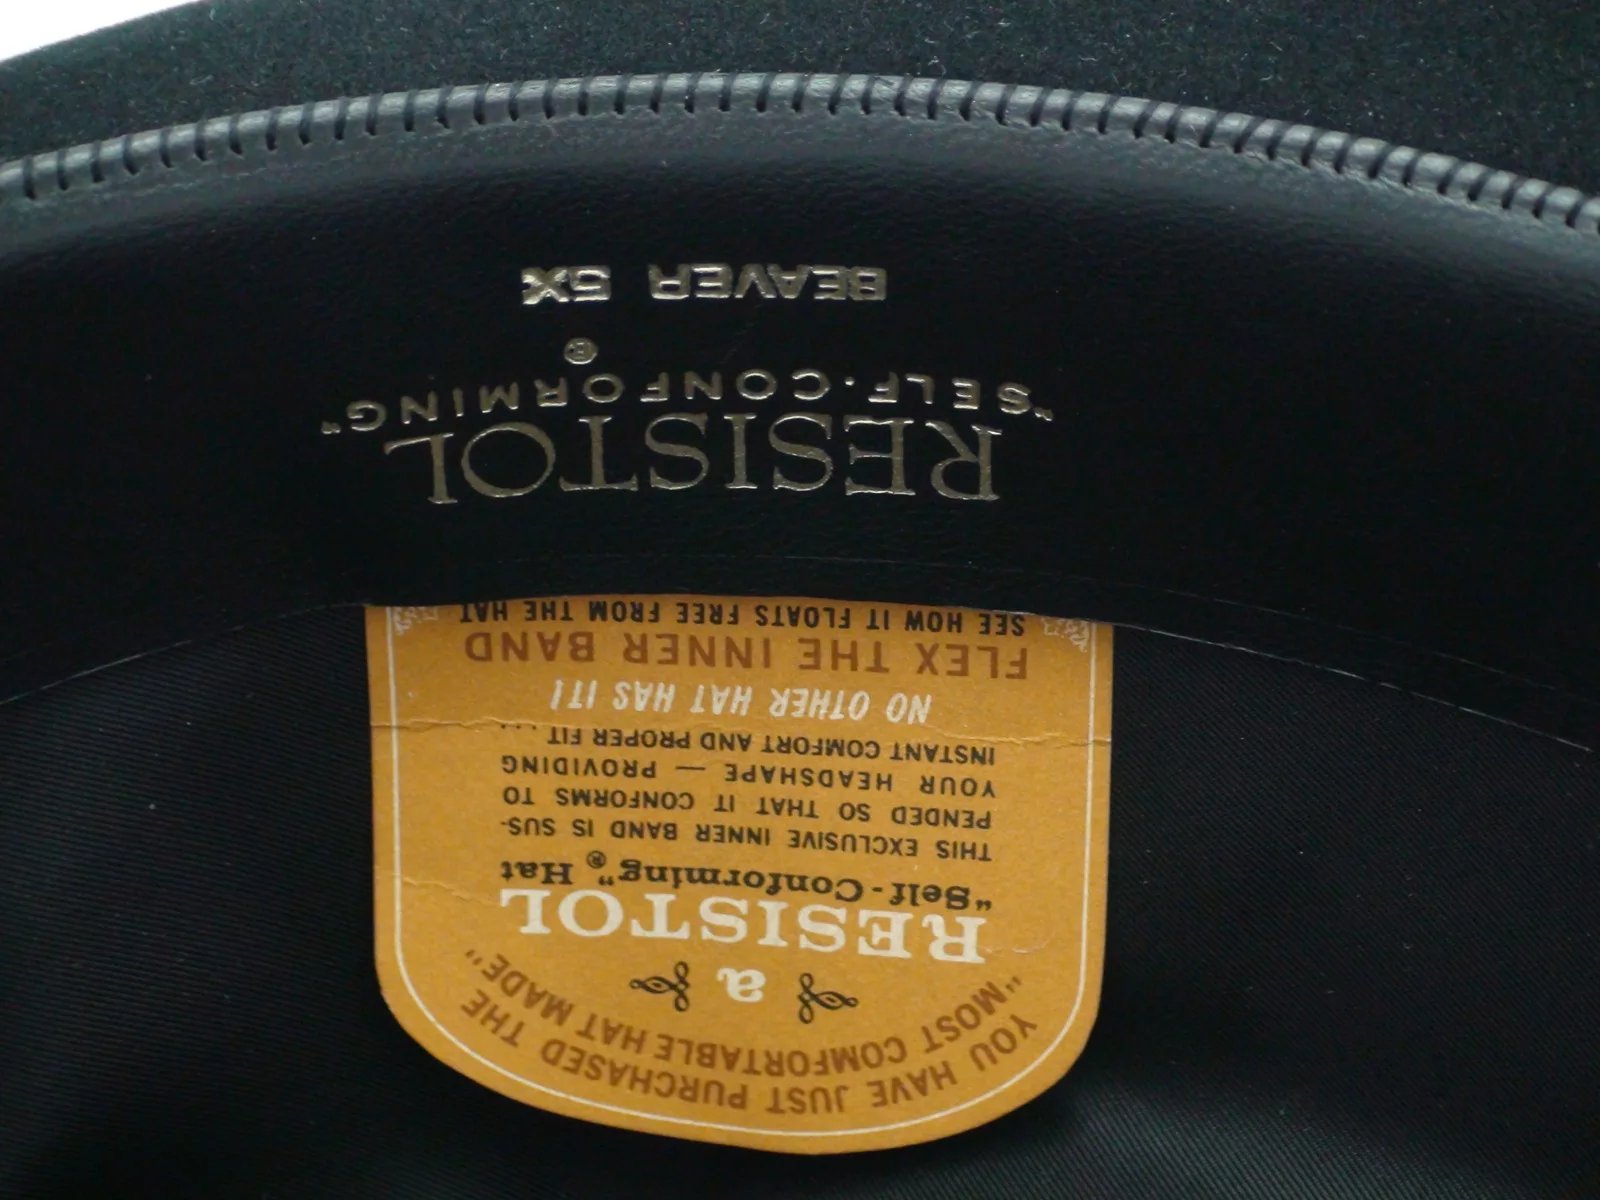 YOU HAVE JUST PURCHASED THE
"MOST COMFORTABLE HAT MADE"
a
RESISTOL
"Self-Conforming"® Hat
THIS EXCLUSIVE INNER BAND IS SUS-
PENDED SO THAT IT CONFORMS TO
YOUR HEADSHAPE — PROVIDING
INSTANT COMFORT AND PROPER FIT ....
NO OTHER HAT HAS IT!
FLEX THE INNER BAND
SEE HOW IT FLOATS FREE FROM THE HAT
RESISTOL
"SELF-CONFORMING"
®
BEAVER 5X